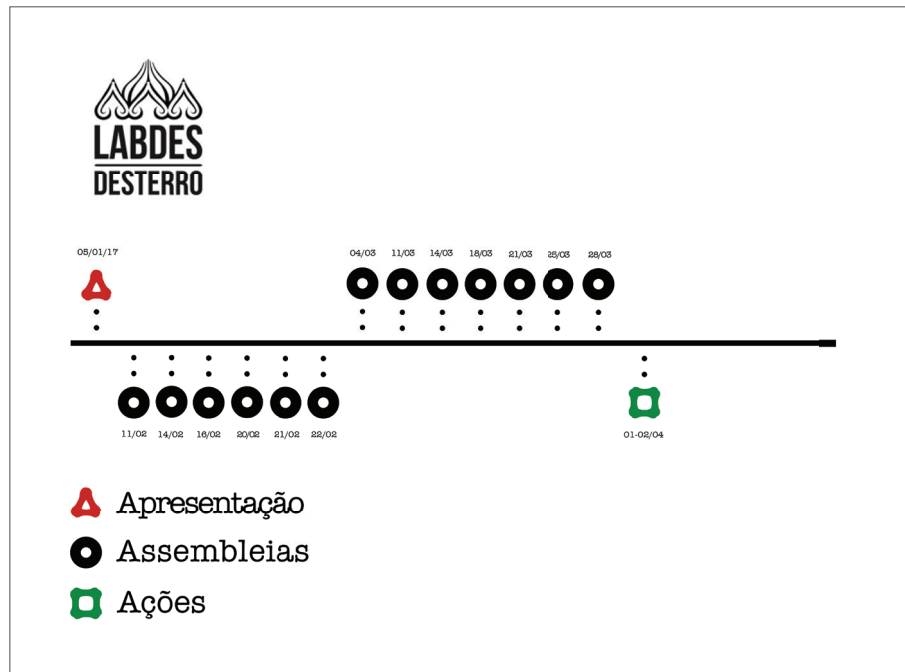 LABDES
DESTERRO
05/01/17
04/03 11/03 14/03 18/03 21/03 25/03 28/03
11/02 14/02 16/02 20/02 21/02 22/02
01-02/04
Apresentação
Assembleias
Ações